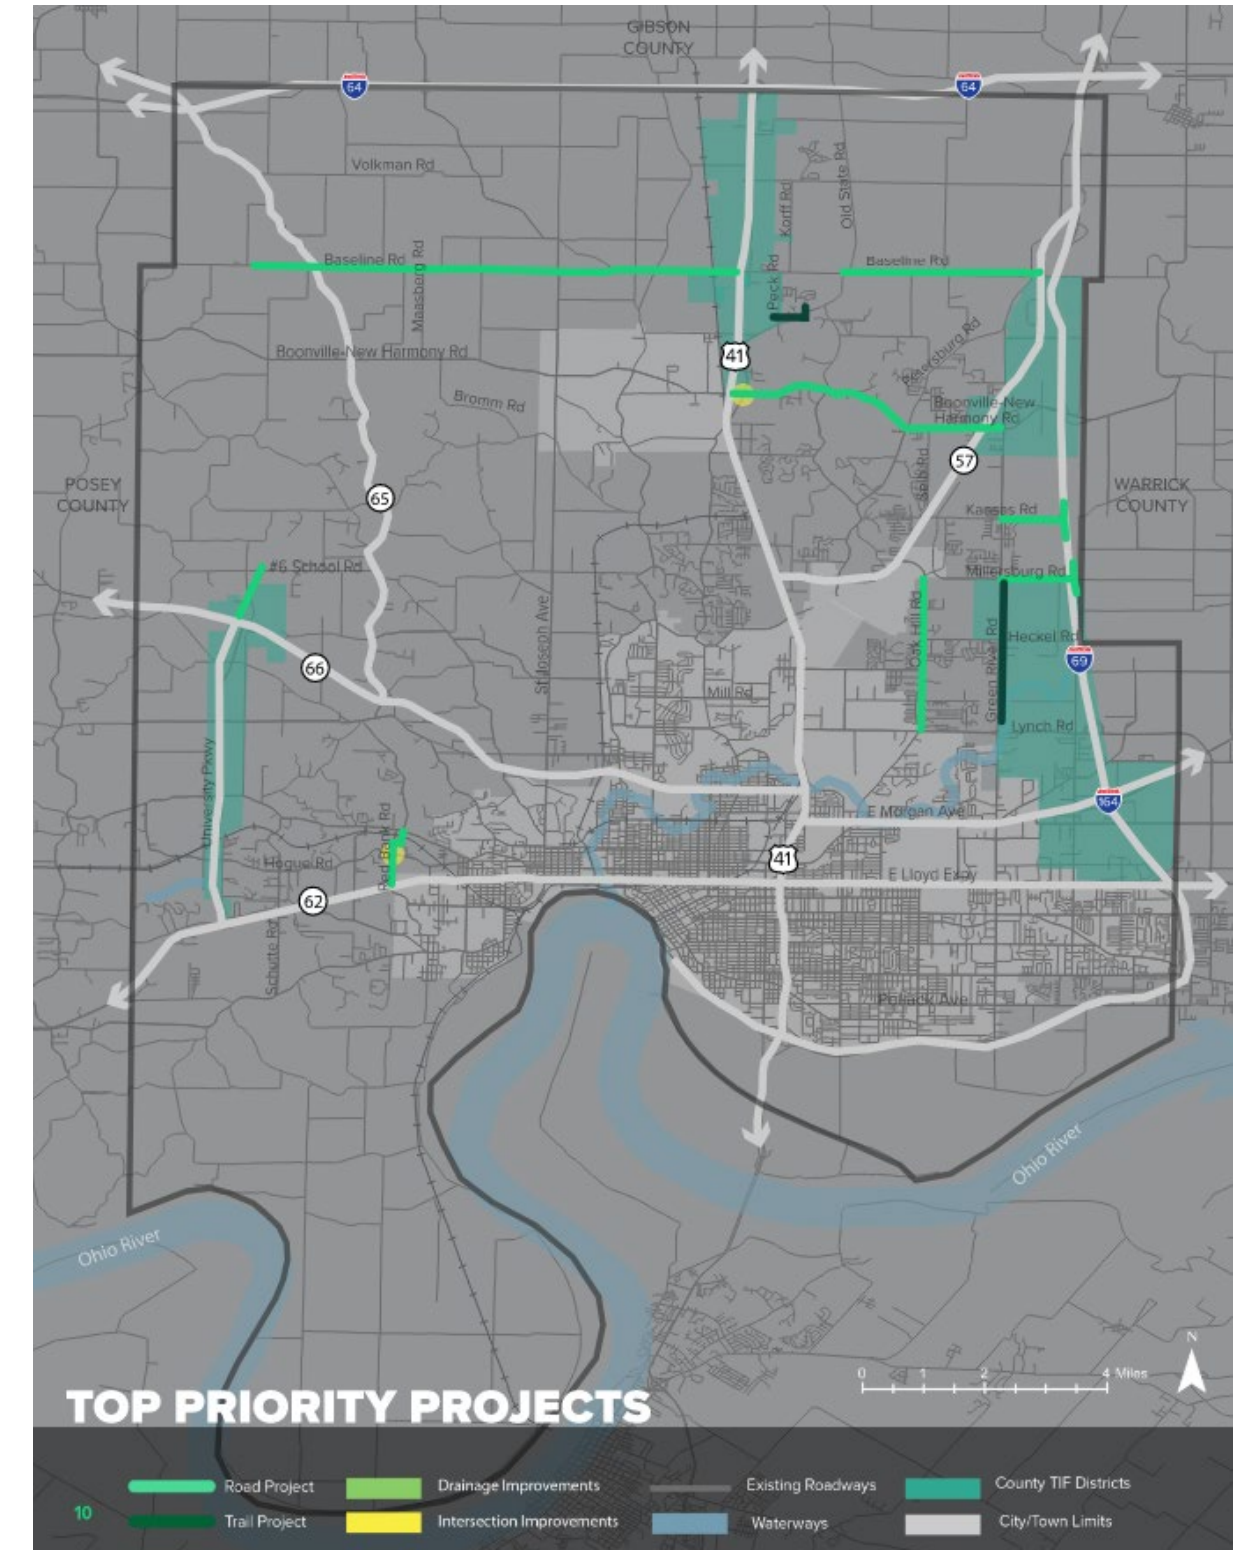 GIBSON
COUNTY
64
64
Volkman Rd
Old State Rd
Korff Rd
Baseline Rd
Maasberg Rd
Peck Rd
Baseline Rd
Boonville-New Harmony Rd
41
Petersburg Rd
Bromm Rd
Boonville-New
Harmony Rd
57
POSEY
COUNTY
65
WARRICK
COUNTY
Kansas Rd
#6 School Rd
Millersburg Rd
St Joseph Ave
Oak Hill Rd
Green River Rd
Heckel Rd
66
69
Mill Rd
Lynch Rd
University Pkwy
164
E Morgan Ave
Red Bank Rd
Hogue Rd
41
E Lloyd Expy
62
Schutte Rd
Pollack Ave
Ohio River
Ohio River
N
0 1 2 4 Miles
TOP PRIORITY PROJECTS
Road Project
Drainage Improvements
Existing Roadways
County TIF Districts
10
Trail Project
Intersection Improvements
Waterways
City/Town Limits